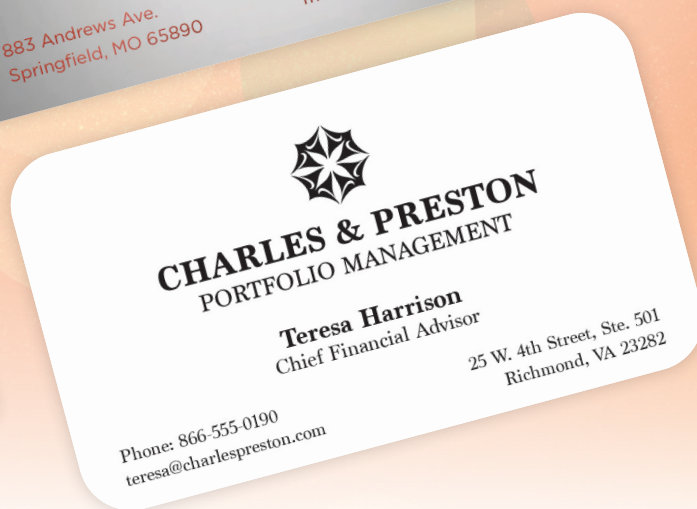 883 Andrews Ave.
Springfield, MO 65890
CHARLES & PRESTON
PORTFOLIO MANAGEMENT
Teresa Harrison
Chief Financial Advisor
25 W. 4th Street, Ste. 501
Richmond, VA 23282
Phone: 866-555-0190
teresa@charlespreston.com